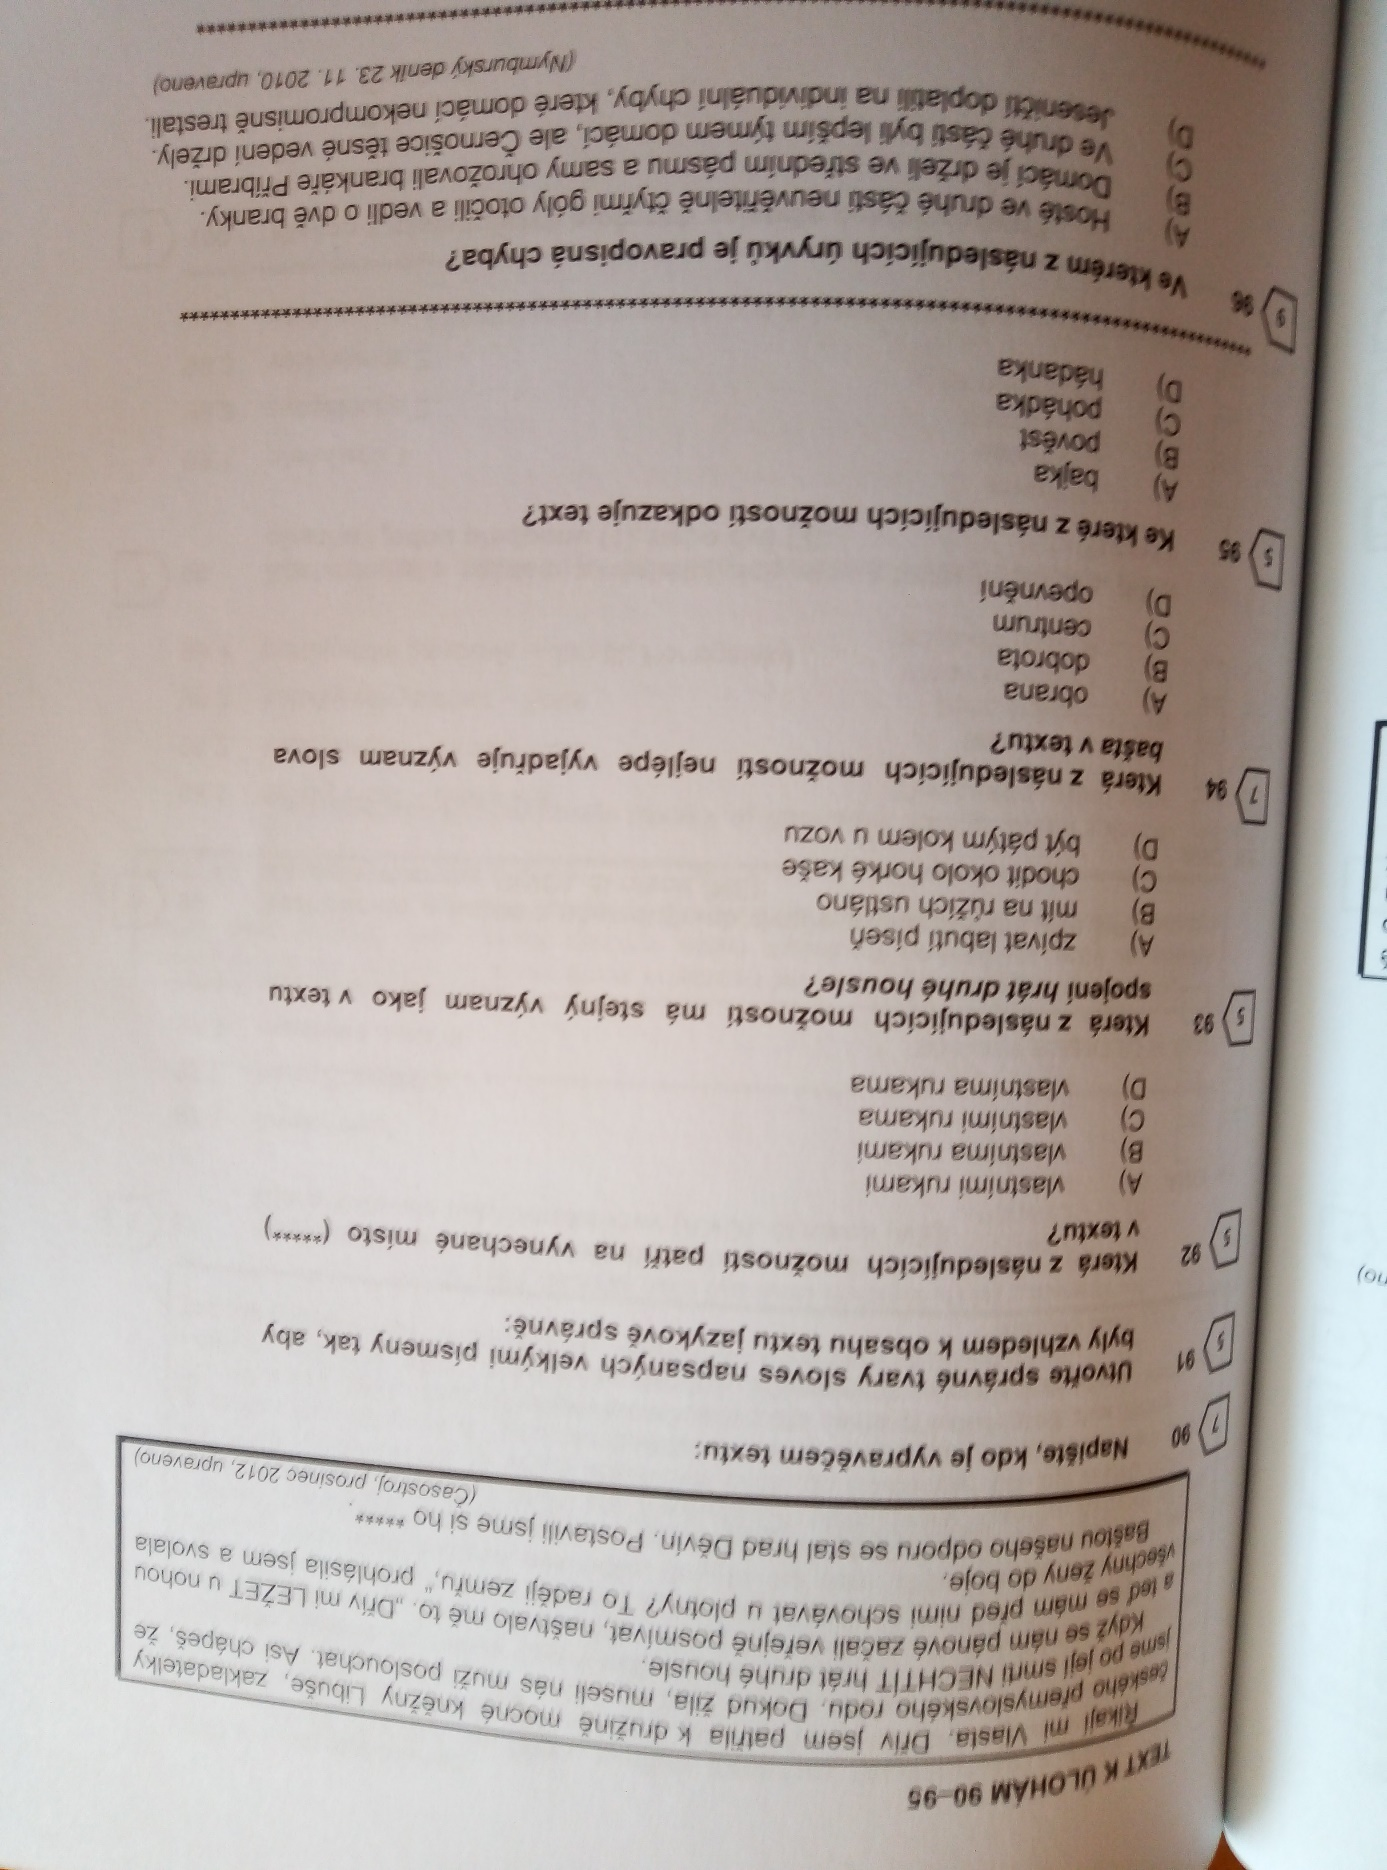 TEXT K ÚLOHÁM 90–95
Říkají mi Vlasta. Dřív jsem patřila k družině mocné kněžny Libuše, zakladatelky
českého přemyslovského rodu. Dokud žila, museli nás muži poslouchat. Asi chápeš, že
jsme po její smrti NECHTÍT hrát druhé housle.
Když se nám pánové začali veřejně posmívat, naštvalo mě to. „Dřív mi LEŽET u nohou
a teď se mám před nimi schovávat u plotny? To raději zemřu,“ prohlásila jsem a svolala
všechny ženy do boje.
Baštou našeho odporu se stal hrad Děvín. Postavili jsme si ho *****.
(Časostroj, prosinec 2012, upraveno)
7 90 Napište, kdo je vypravěčem textu:
5 91 Utvořte správné tvary sloves napsaných velkými písmeny tak, aby
byly vzhledem k obsahu textu jazykově správně:
5 92 Která z následujících možností patří na vynechané místo (*****)
v textu?
A) vlastními rukami
B) vlastníma rukami
C) vlastními rukama
D) vlastníma rukama
5 93 Která z následujících možností má stejný význam jako v textu
spojení hrát druhé housle?
A) zpívat labutí píseň
B) mít na růžích ustláno
C) chodit okolo horké kaše
D) být pátým kolem u vozu
7 94 Která z následujících možností nejlépe vyjadřuje význam slova
bašta v textu?
A) obrana
B) dobrota
C) centrum
D) opevnění
5 95 Ke které z následujících možností odkazuje text?
A) bajka
B) pověst
C) pohádka
D) hádanka
9 96 Ve kterém z následujících úryvků je pravopisná chyba?
A) Hosté ve druhé části neuvěřitelně čtyřmi góly otočili a vedli o dvě branky.
B) Domácí je drželi ve středním pásmu a samy ohrožovali brankáře Příbrami.
C) Ve druhé části byli lepším týmem domácí, ale Černošice těsné vedení držely.
D) Jeseničtí doplatili na individuální chyby, které domácí nekompromisně trestali.
(Nymburský deník 23. 11. 2010, upraveno)